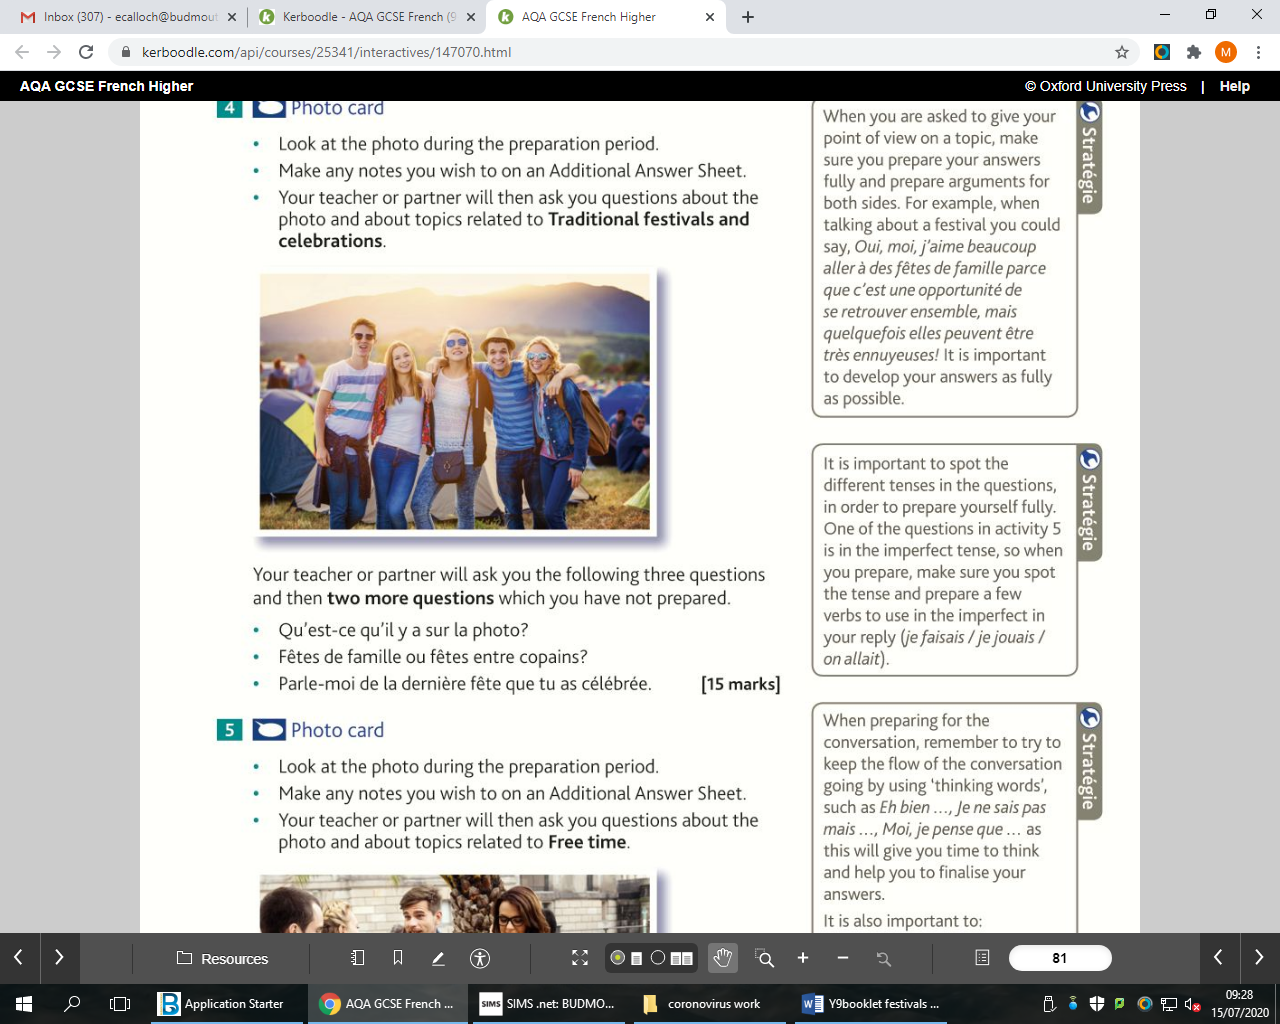 Inbox (307) - ecalloch@budmout
Kerboodle - AQA GCSE French (9
AQA GCSE French Higher
kerboodle.com/api/courses/25341/interactives/147070.html
M
AQA GCSE French Higher
© Oxford University Press | Help
4 Photo card
• Look at the photo during the preparation period.
• Make any notes you wish to on an Additional Answer Sheet.
• Your teacher or partner will then ask you questions about the
photo and about topics related to Traditional festivals and
celebrations.
Your teacher or partner will ask you the following three questions
and then two more questions which you have not prepared.
• Qu'est-ce qu'il y a sur la photo?
• Fêtes de famille ou fêtes entre copains?
• Parle-moi de la dernière fête que tu as célébrée. [15 marks]
5 Photo card
• Look at the photo during the preparation period.
• Make any notes you wish to on an Additional Answer Sheet.
• Your teacher or partner will then ask you questions about the
photo and about topics related to Free time.
Stratégie
When you are asked to give your
point of view on a topic, make
sure you prepare your answers
fully and prepare arguments for
both sides. For example, when
talking about a festival you could
say, Oui, moi, j'aime beaucoup
aller à des fêtes de famille parce
que c'est une opportunité de
se retrouver ensemble, mais
quelquefois elles peuvent être
très ennuyeuses! It is important
to develop your answers as fully
as possible.
Stratégie
It is important to spot the
different tenses in the questions,
in order to prepare yourself fully.
One of the questions in activity 5
is in the imperfect tense, so when
you prepare, make sure you spot
the tense and prepare a few
verbs to use in the imperfect in
your reply (je faisais / je jouais /
on allait).
Stratégie
When preparing for the
conversation, remember to try to
keep the flow of the conversation
going by using 'thinking words',
such as Eh bien ..., Je ne sais pas
mais ..., Moi, je pense que ... as
this will give you time to think
and help you to finalise your
answers.
It is also important to:
Resources
81
Application Starter
AQA GCSE French ...
SIMS
SIMS .net: BUDMO...
coronovirus work
Y9booklet festivals ...
09:28
15/07/2020